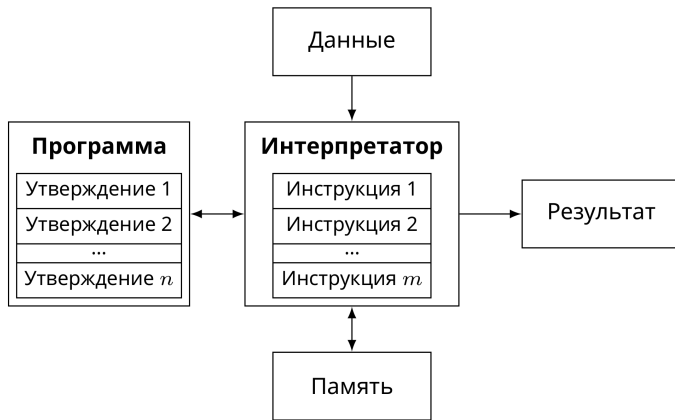 Данные
Программа
Утверждение 1
Утверждение 2
...
Утверждение n
Интерпретатор
Инструкция 1
Инструкция 2
...
Инструкция m
Результат
Память